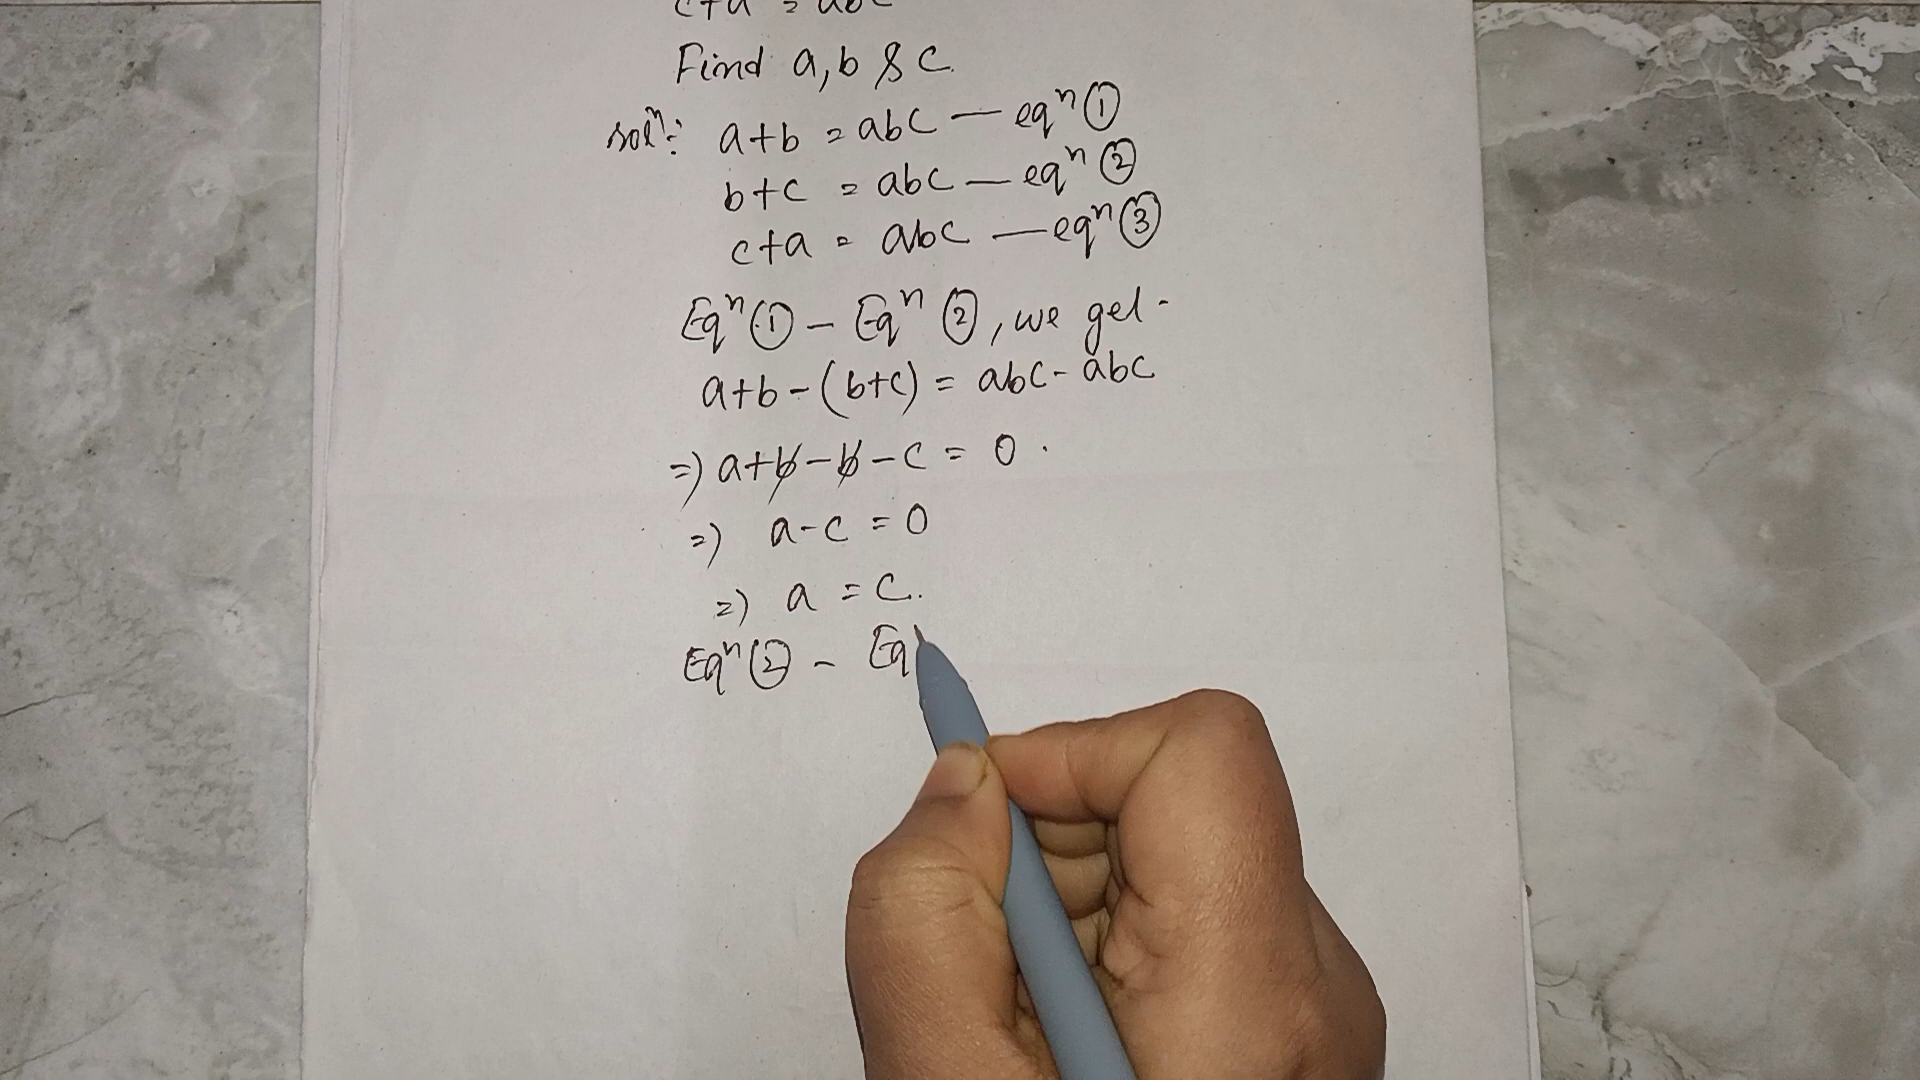 c+a = abc
Find a, b & c.
solⁿ: a+b = abc — eqⁿ ①
b+c = abc — eqⁿ ②
c+a = abc — eqⁿ ③
Eqⁿ ① - Eqⁿ ②, we get -
a+b-(b+c) = abc - abc
=) a+b-b-c = 0.
=) a-c = 0
=) a = c.
Eqⁿ ② - Eq